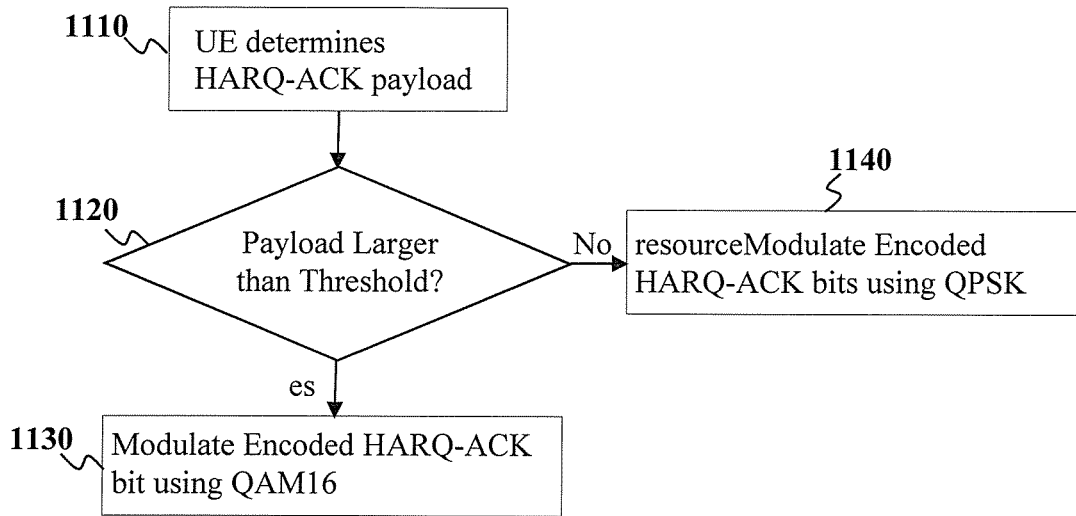 1110
UE determines
HARQ-ACK payload
1120
Payload Larger
than Threshold?
No
1140
resourceModulate Encoded
HARQ-ACK bits using QPSK
es
1130
Modulate Encoded HARQ-ACK
bit using QAM16